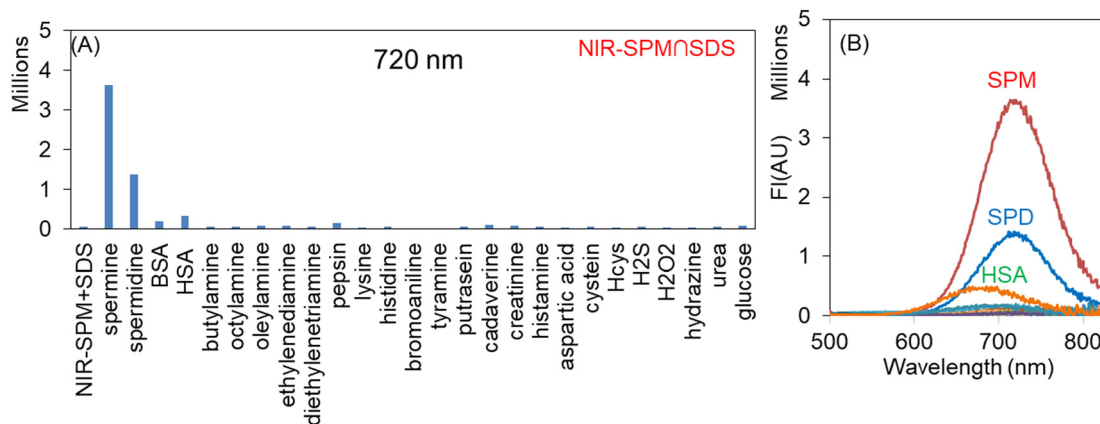 (A)
720 nm
NIR-SPM∩SDS
Millions
5
4
3
2
1
0
NIR-SPM+SDS
spermine
spermidine
BSA
HSA
butylamine
octylamine
oleylamine
ethylenediamine
diethylenetriamine
pepsin
lysine
histidine
bromoaniline
tyramine
putrasein
cadaverine
creatinine
histamine
aspartic acid
cystein
Hcys
H2S
H2O2
hydrazine
urea
glucose
(B)
Millions
FI(AU)
5
4
3
2
1
0
SPM
SPD
HSA
500
600
700
800
Wavelength (nm)